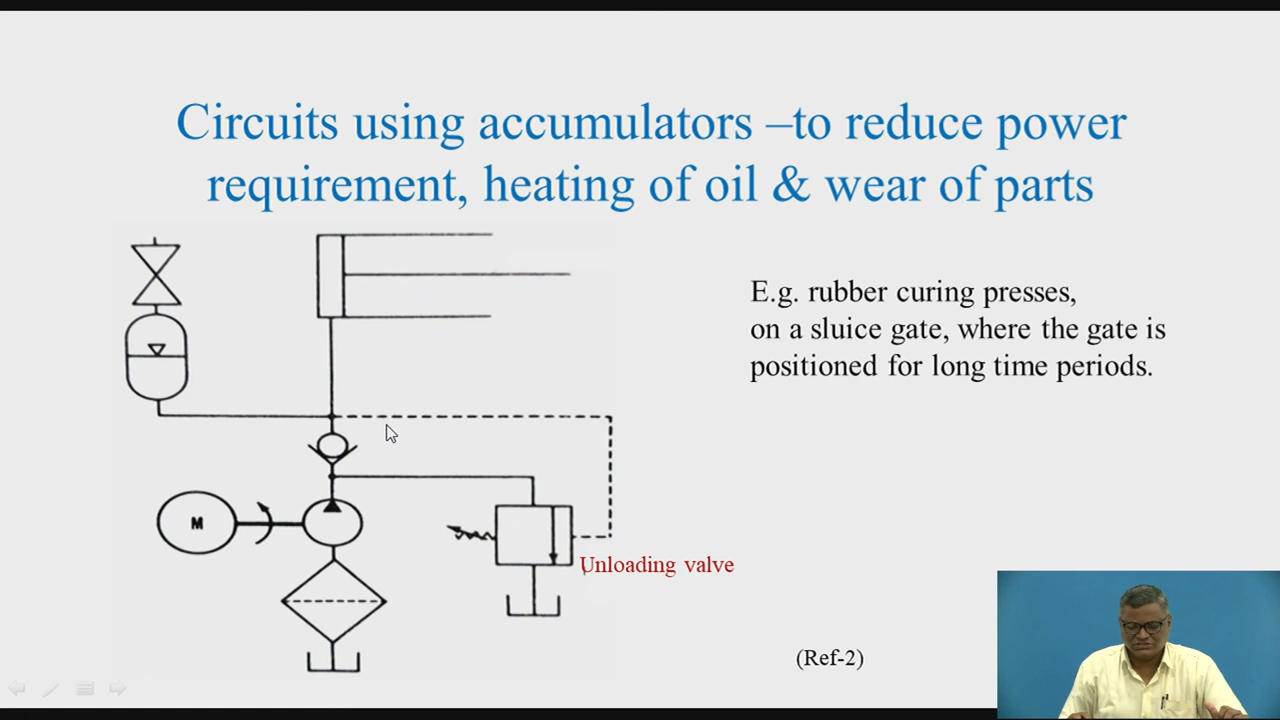 Circuits using accumulators –to reduce power
requirement, heating of oil & wear of parts
E.g. rubber curing presses,
on a sluice gate, where the gate is
positioned for long time periods.
M
Unloading valve
(Ref-2)